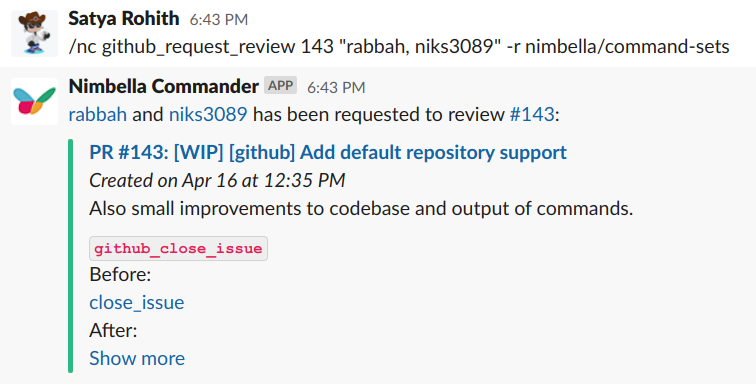 Satya Rohith 6:43 PM
/nc github_request_review 143 "rabbah, niks3089" -r nimbella/command-sets
Nimbella Commander APP 6:43 PM
rabbah and niks3089 has been requested to review #143:
PR #143: [WIP] [github] Add default repository support
Created on Apr 16 at 12:35 PM
Also small improvements to codebase and output of commands.
github_close_issue
Before:
close_issue
After:
Show more